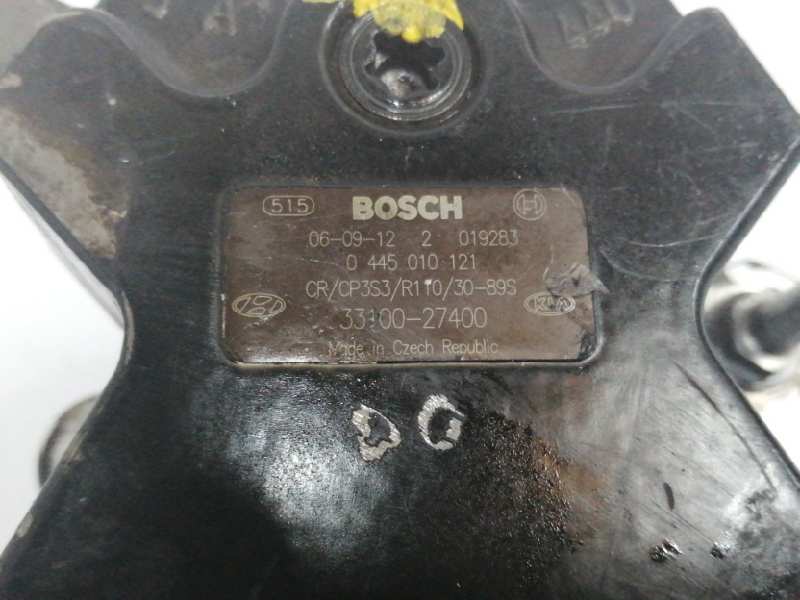 515 BOSCH H
06-09-12 2 019283
0 445 010 121
CR/CP3S3/R110/30-89S
H KIA
33100-27400
Made in Czech Republic
D G